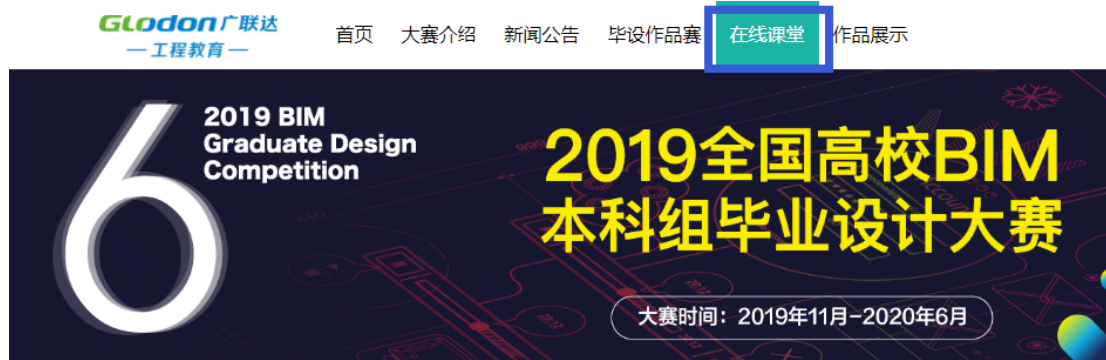 GLODON广联达
—工程教育—
首页 大赛介绍 新闻公告 毕设作品赛 在线课堂 作品展示
6
2019 BIM
Graduate Design
Competition
2019全国高校BIM
本科组毕业设计大赛
大赛时间：2019年11月-2020年6月